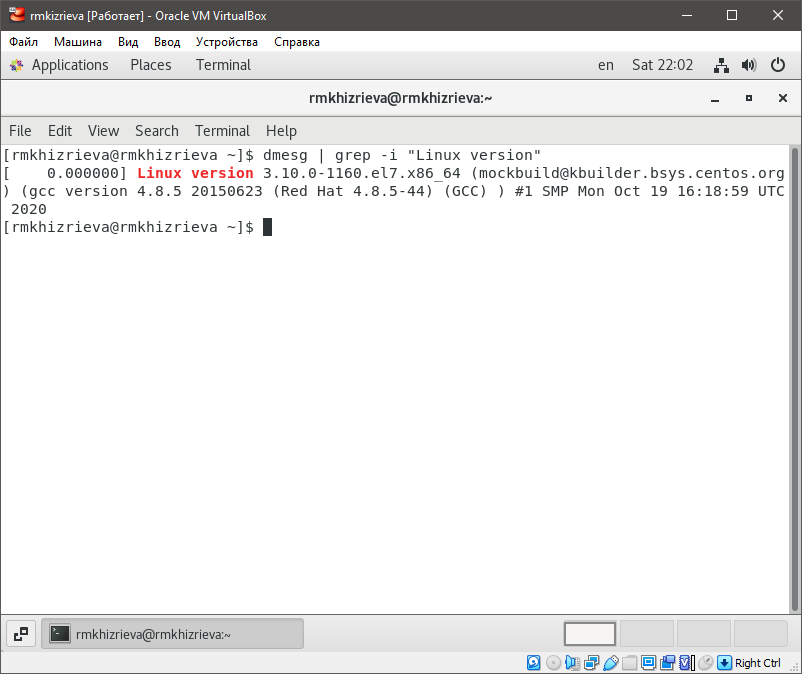 rmkizrieva [Работает] - Oracle VM VirtualBox
Файл Машина Вид Ввод Устройства Справка
Applications Places Terminal en Sat 22:02
rmkhizrieva@rmkhizrieva:~
File Edit View Search Terminal Help
[rmkhizrieva@rmkhizrieva ~]$ dmesg | grep -i "Linux version"
[    0.000000] Linux version 3.10.0-1160.el7.x86_64 (mockbuild@kbuilder.bsys.centos.org
) (gcc version 4.8.5 20150623 (Red Hat 4.8.5-44) (GCC) ) #1 SMP Mon Oct 19 16:18:59 UTC
 2020
[rmkhizrieva@rmkhizrieva ~]$
rmkhizrieva@rmkhizrieva:~
Right Ctrl